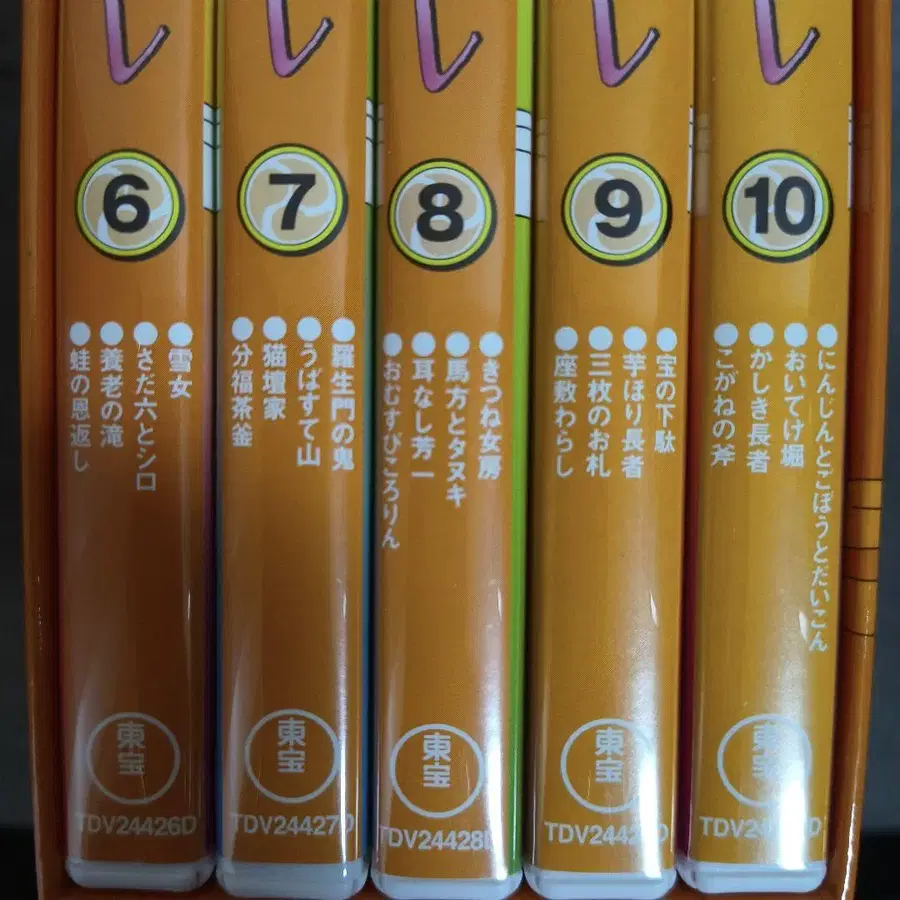 6
●雪女
●さだ六とシロ
●養老の滝
●蛙の恩返し
東宝
TDV24426D
7
●羅生門の鬼
●うばすて山
●猫壇家
●分福茶釜
東宝
TDV24427D
8
●きつね女房
●馬方とタヌキ
●耳なし芳一
●おむすびころりん
東宝
TDV24428D
9
●宝の下駄
●芋ほり長者
●三枚のお札
●座敷わらし
東宝
10
●にんじんとごぼうとだいこん
●おいてけ堀
●かしき長者
●こがねの斧
東宝